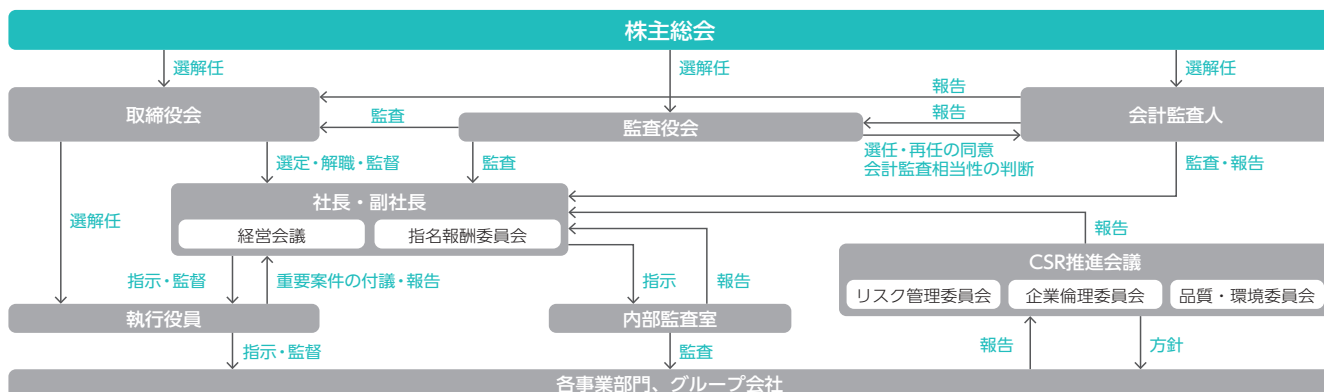 株主総会
選解任
選解任
選解任
報告
取締役会
監査
監査役会
報告
会計監査人
選定・解職・監督
監査
選任・再任の同意
会計監査相当性の判断
監査・報告
社長・副社長
経営会議
指名報酬委員会
選解任
報告
CSR推進会議
リスク管理委員会
企業倫理委員会
品質・環境委員会
指示・監督
重要案件の付議・報告
指示
報告
執行役員
内部監査室
指示・監督
監査
報告
方針
各事業部門、グループ会社